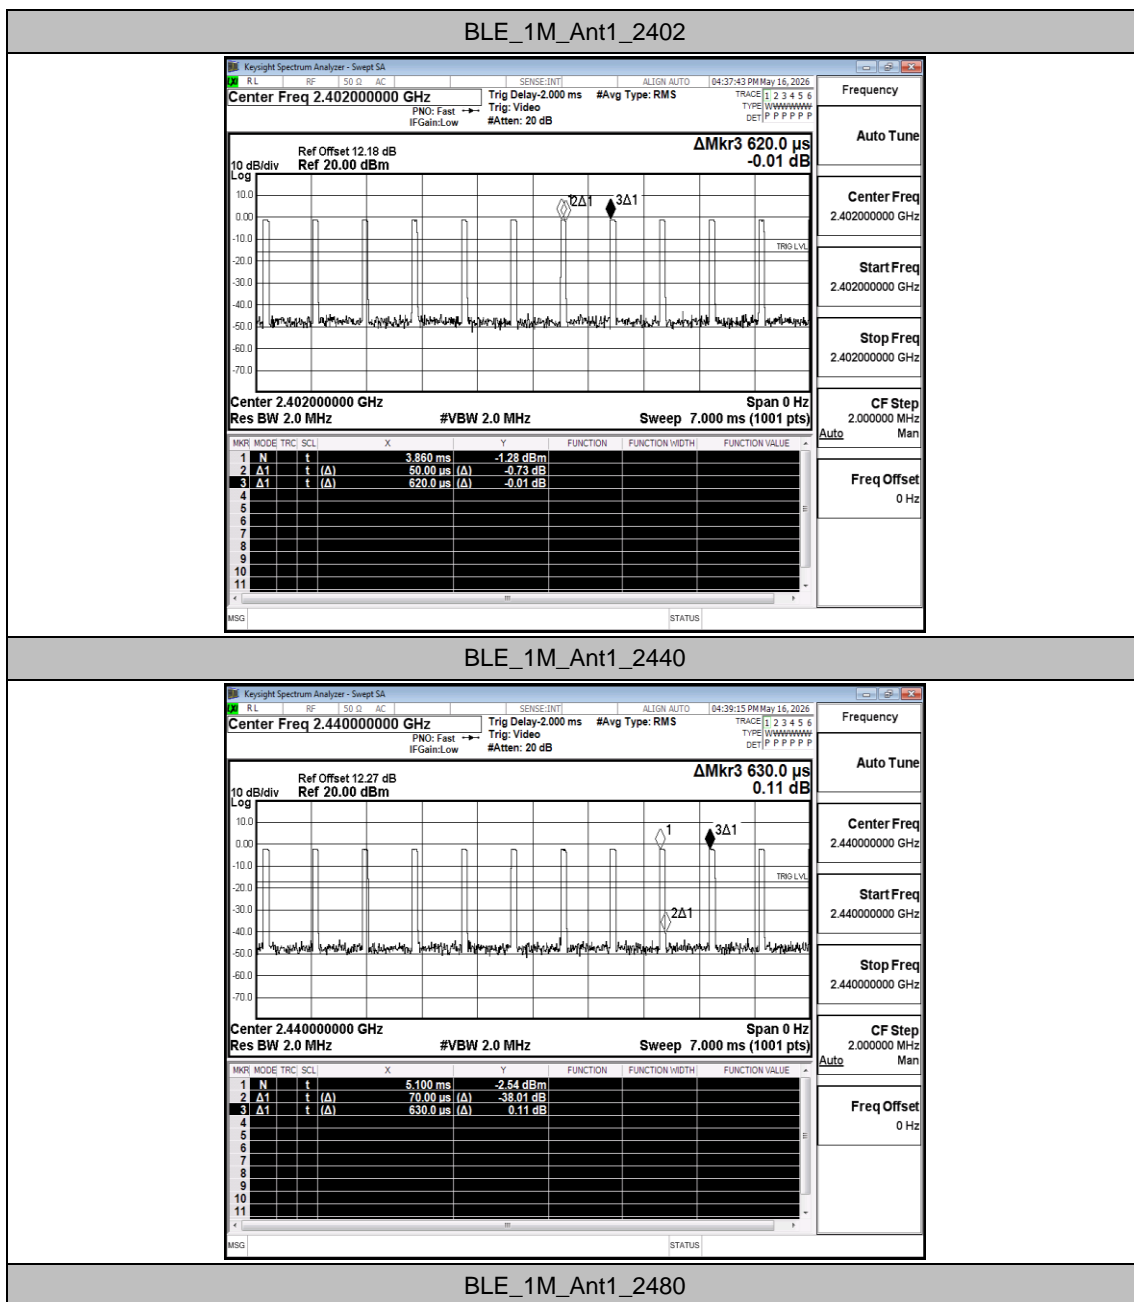 BLE_1M_Ant1_2402
Keysight Spectrum Analyzer - Swept SA
RL RF 50 Ω AC SENSE:INT ALIGN AUTO 04:37:43 PM May 16, 2026
Center Freq 2.402000000 GHz Trig Delay-2.000 ms #Avg Type: RMS TRACE 1 2 3 4 5 6
PNO: Fast Trig: Video TYPE WWWWWW
IFGain:Low #Atten: 20 dB DET P P P P P P
Frequency
Ref Offset 12.18 dB ΔMkr3 620.0 µs
10 dB/div Ref 20.00 dBm -0.01 dB
Log
10.0
0.00
-10.0
-20.0
-30.0
-40.0
-50.0
-60.0
-70.0
2Δ1 3Δ1
TRIG LVL
Center 2.402000000 GHz Span 0 Hz
Res BW 2.0 MHz #VBW 2.0 MHz Sweep 7.000 ms (1001 pts)
MKR MODE TRC SCL X Y FUNCTION FUNCTION WIDTH FUNCTION VALUE
1 N t 3.860 ms -1.28 dBm
2 Δ1 t (Δ) 50.00 µs (Δ) -0.73 dB
3 Δ1 t (Δ) 620.0 µs (Δ) -0.01 dB
4
5
6
7
8
9
10
11
MSG STATUS
Auto Tune
Center Freq
2.402000000 GHz
Start Freq
2.402000000 GHz
Stop Freq
2.402000000 GHz
CF Step
2.000000 MHz
Auto Man
Freq Offset
0 Hz
BLE_1M_Ant1_2440
Keysight Spectrum Analyzer - Swept SA
RL RF 50 Ω AC SENSE:INT ALIGN AUTO 04:39:15 PM May 16, 2026
Center Freq 2.440000000 GHz Trig Delay-2.000 ms #Avg Type: RMS TRACE 1 2 3 4 5 6
PNO: Fast Trig: Video TYPE WWWWWW
IFGain:Low #Atten: 20 dB DET P P P P P P
Frequency
Ref Offset 12.27 dB ΔMkr3 630.0 µs
10 dB/div Ref 20.00 dBm 0.11 dB
Log
10.0
0.00
-10.0
-20.0
-30.0
-40.0
-50.0
-60.0
-70.0
1 3Δ1
TRIG LVL
2Δ1
Center 2.440000000 GHz Span 0 Hz
Res BW 2.0 MHz #VBW 2.0 MHz Sweep 7.000 ms (1001 pts)
MKR MODE TRC SCL X Y FUNCTION FUNCTION WIDTH FUNCTION VALUE
1 N t 5.100 ms -2.54 dBm
2 Δ1 t (Δ) 70.00 µs (Δ) -38.01 dB
3 Δ1 t (Δ) 630.0 µs (Δ) 0.11 dB
4
5
6
7
8
9
10
11
MSG STATUS
Auto Tune
Center Freq
2.440000000 GHz
Start Freq
2.440000000 GHz
Stop Freq
2.440000000 GHz
CF Step
2.000000 MHz
Auto Man
Freq Offset
0 Hz
BLE_1M_Ant1_2480